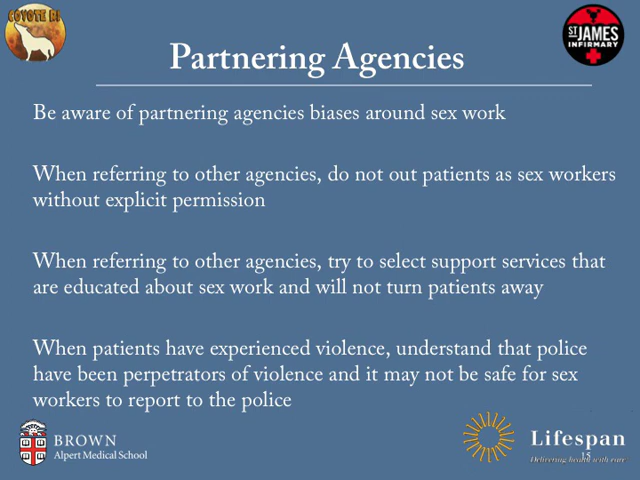 COYOTE RI
ST JAMES
INFIRMARY
Partnering Agencies
Be aware of partnering agencies biases around sex work
When referring to other agencies, do not out patients as sex workers
without explicit permission
When referring to other agencies, try to select support services that
are educated about sex work and will not turn patients away
When patients have experienced violence, understand that police
have been perpetrators of violence and it may not be safe for sex
workers to report to the police
BROWN
Alpert Medical School
Lifespan
15
Delivering health with care.